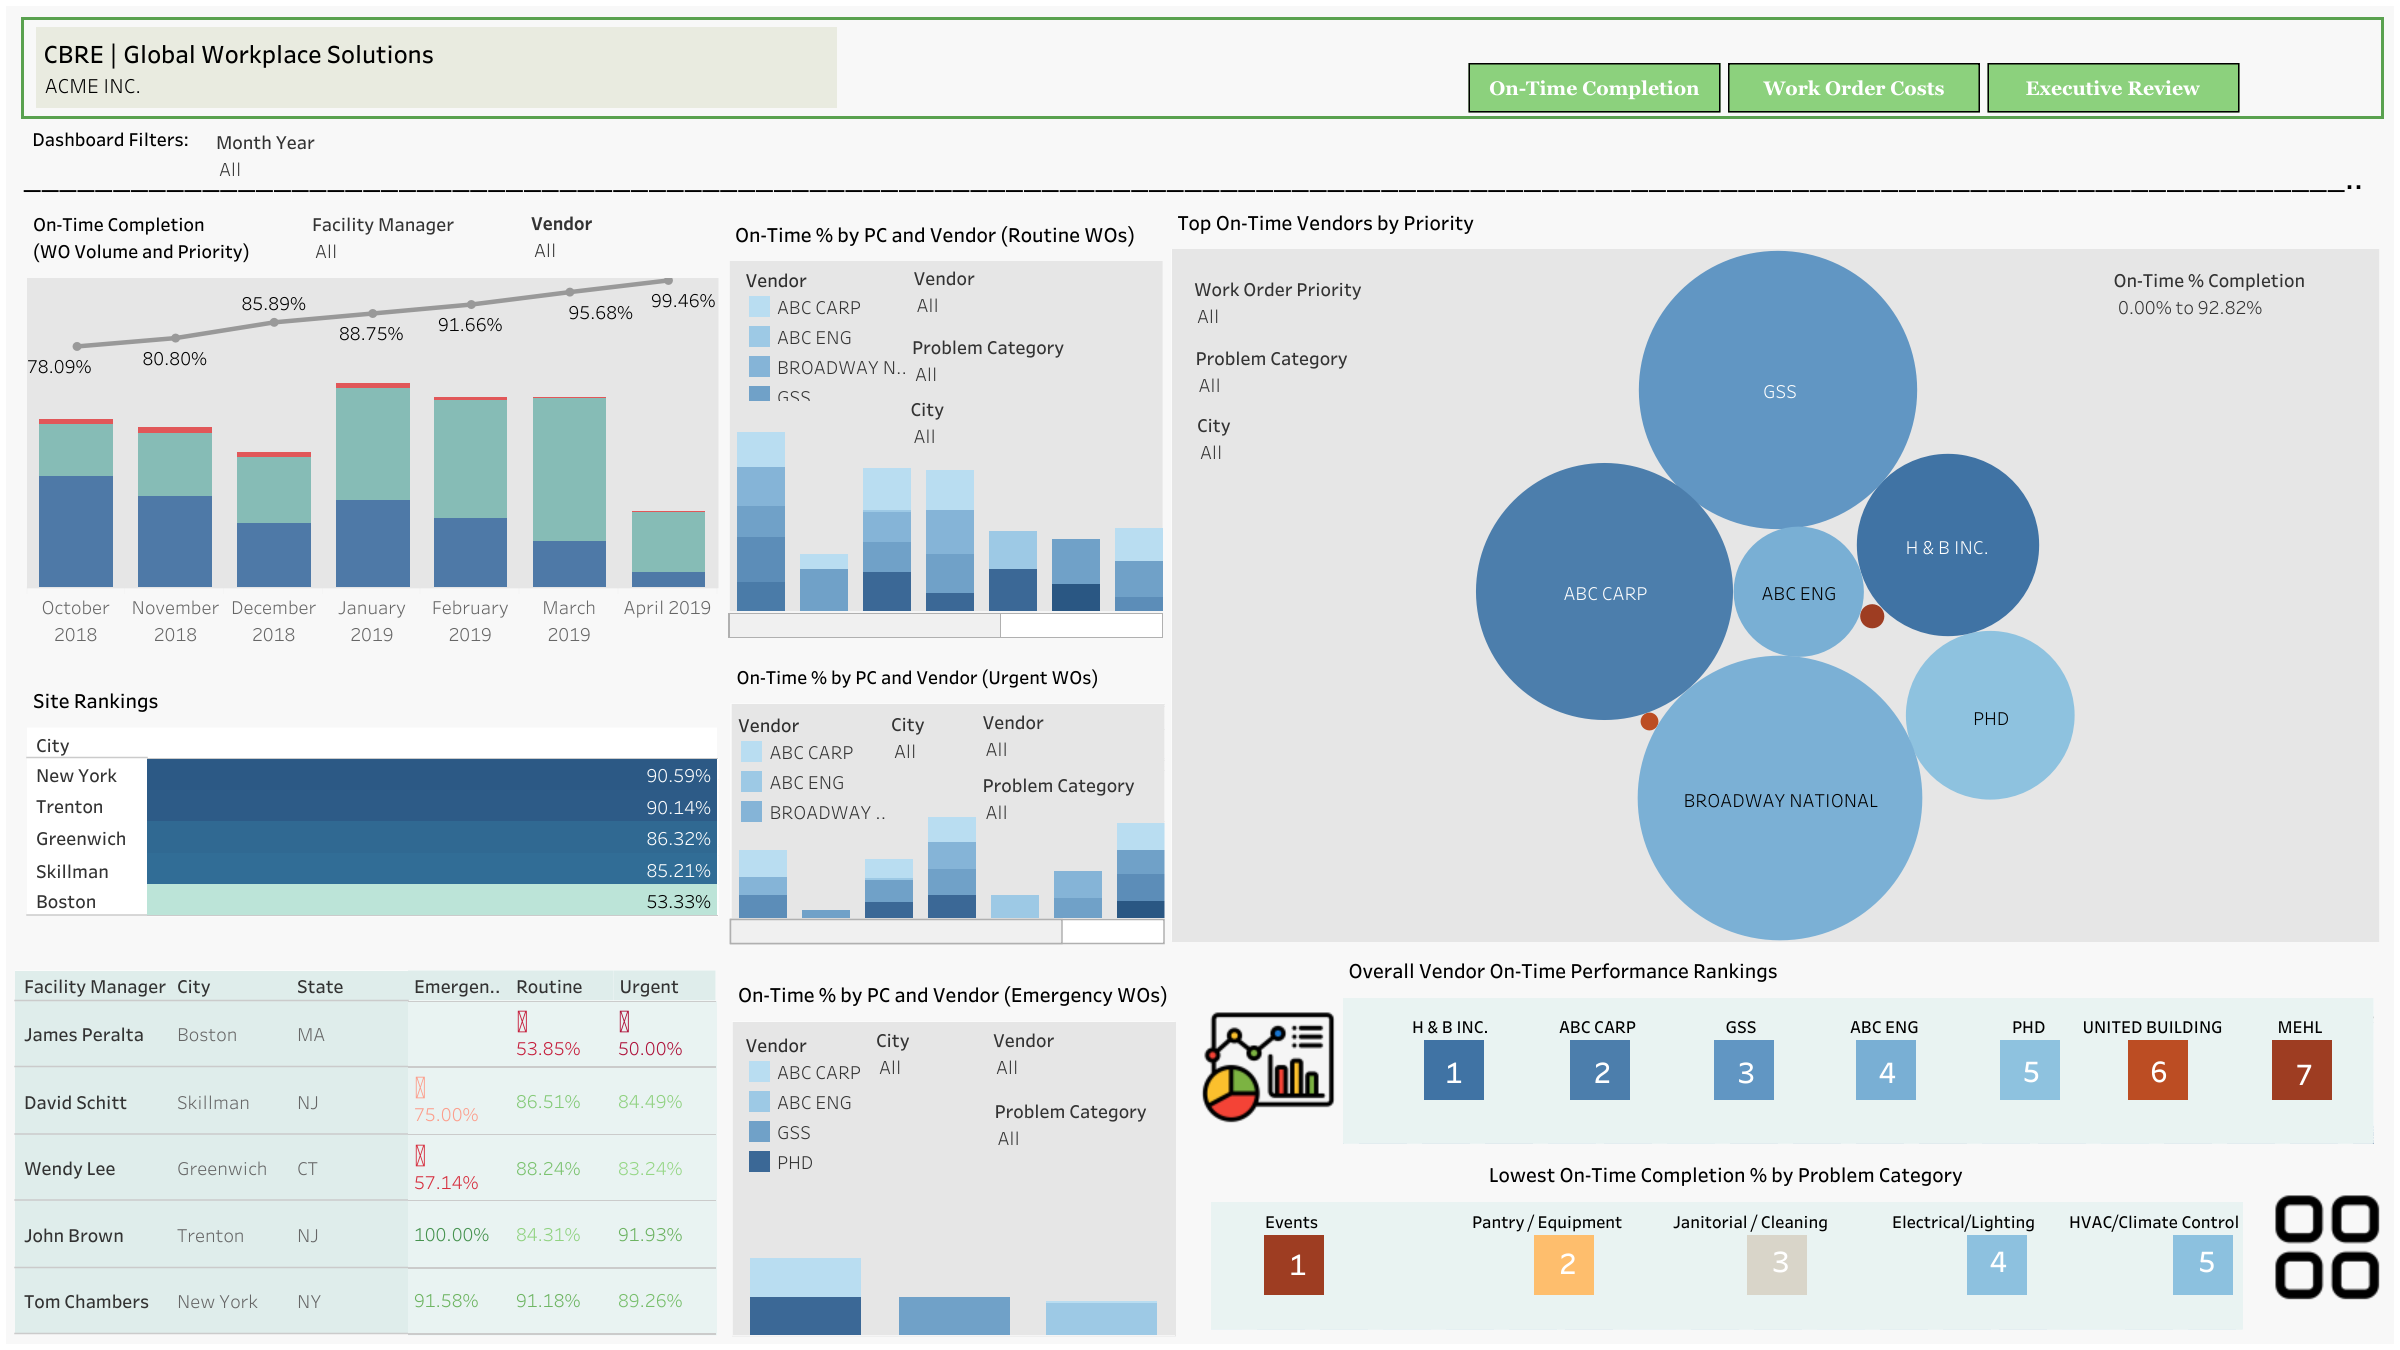 CBRE | Global Workplace Solutions
ACME INC.
On-Time Completion
Work Order Costs
Executive Review
Dashboard Filters:
Month Year
All
On-Time Completion
(WO Volume and Priority)
Facility Manager
All
Vendor
All
78.09%
80.80%
85.89%
88.75%
91.66%
95.68%
99.46%
October 2018
November 2018
December 2018
January 2019
February 2019
March 2019
April 2019
Site Rankings
City
New York 90.59%
Trenton 90.14%
Greenwich 86.32%
Skillman 85.21%
Boston 53.33%
Facility Manager City State Emergen.. Routine Urgent
James Peralta Boston MA 53.85% 50.00%
David Schitt Skillman NJ 75.00% 86.51% 84.49%
Wendy Lee Greenwich CT 57.14% 88.24% 83.24%
John Brown Trenton NJ 100.00% 84.31% 91.93%
Tom Chambers New York NY 91.58% 91.18% 89.26%
On-Time % by PC and Vendor (Routine WOs)
Vendor
ABC CARP
ABC ENG
BROADWAY N..
GSS
Vendor
All
Problem Category
All
City
All
On-Time % by PC and Vendor (Urgent WOs)
Vendor
ABC CARP
ABC ENG
BROADWAY ..
City
All
Vendor
All
Problem Category
All
On-Time % by PC and Vendor (Emergency WOs)
Vendor
ABC CARP
ABC ENG
GSS
PHD
City
All
Vendor
All
Problem Category
All
Top On-Time Vendors by Priority
Work Order Priority
All
Problem Category
All
City
All
On-Time % Completion
0.00% to 92.82%
GSS
H & B INC.
ABC CARP
ABC ENG
PHD
BROADWAY NATIONAL
Overall Vendor On-Time Performance Rankings
H & B INC. ABC CARP GSS ABC ENG PHD UNITED BUILDING MEHL
1 2 3 4 5 6 7
Lowest On-Time Completion % by Problem Category
Events Pantry / Equipment Janitorial / Cleaning Electrical/Lighting HVAC/Climate Control
1 2 3 4 5